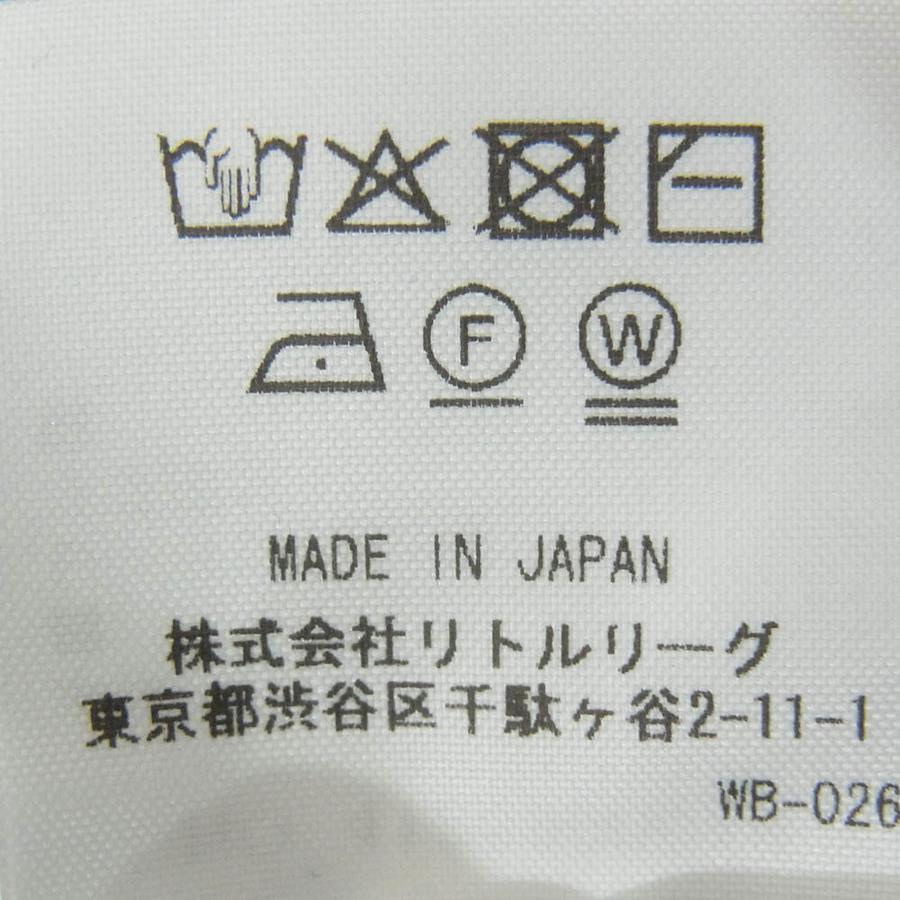 F W
MADE IN JAPAN
株式会社リトルリーグ
東京都渋谷区千駄ヶ谷2-11-1
WB-026